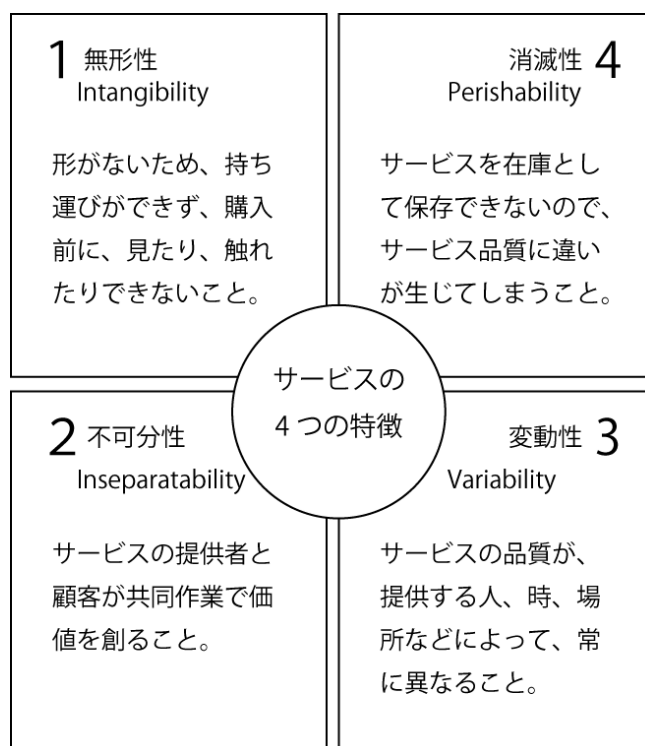 1 無形性
Intangibility
形がないため、持ち
運びができず、購入
前に、見たり、触れ
たりできないこと。
消滅性 4
Perishability
サービスを在庫とし
て保存できないので、
サービス品質に違い
が生じてしまうこと。
サービスの
4 つの特徴
2 不可分性
Inseparatability
サービスの提供者と
顧客が共同作業で価
値を創ること。
変動性 3
Variability
サービスの品質が、
提供する人、時、場
所などによって、常
に異なること。